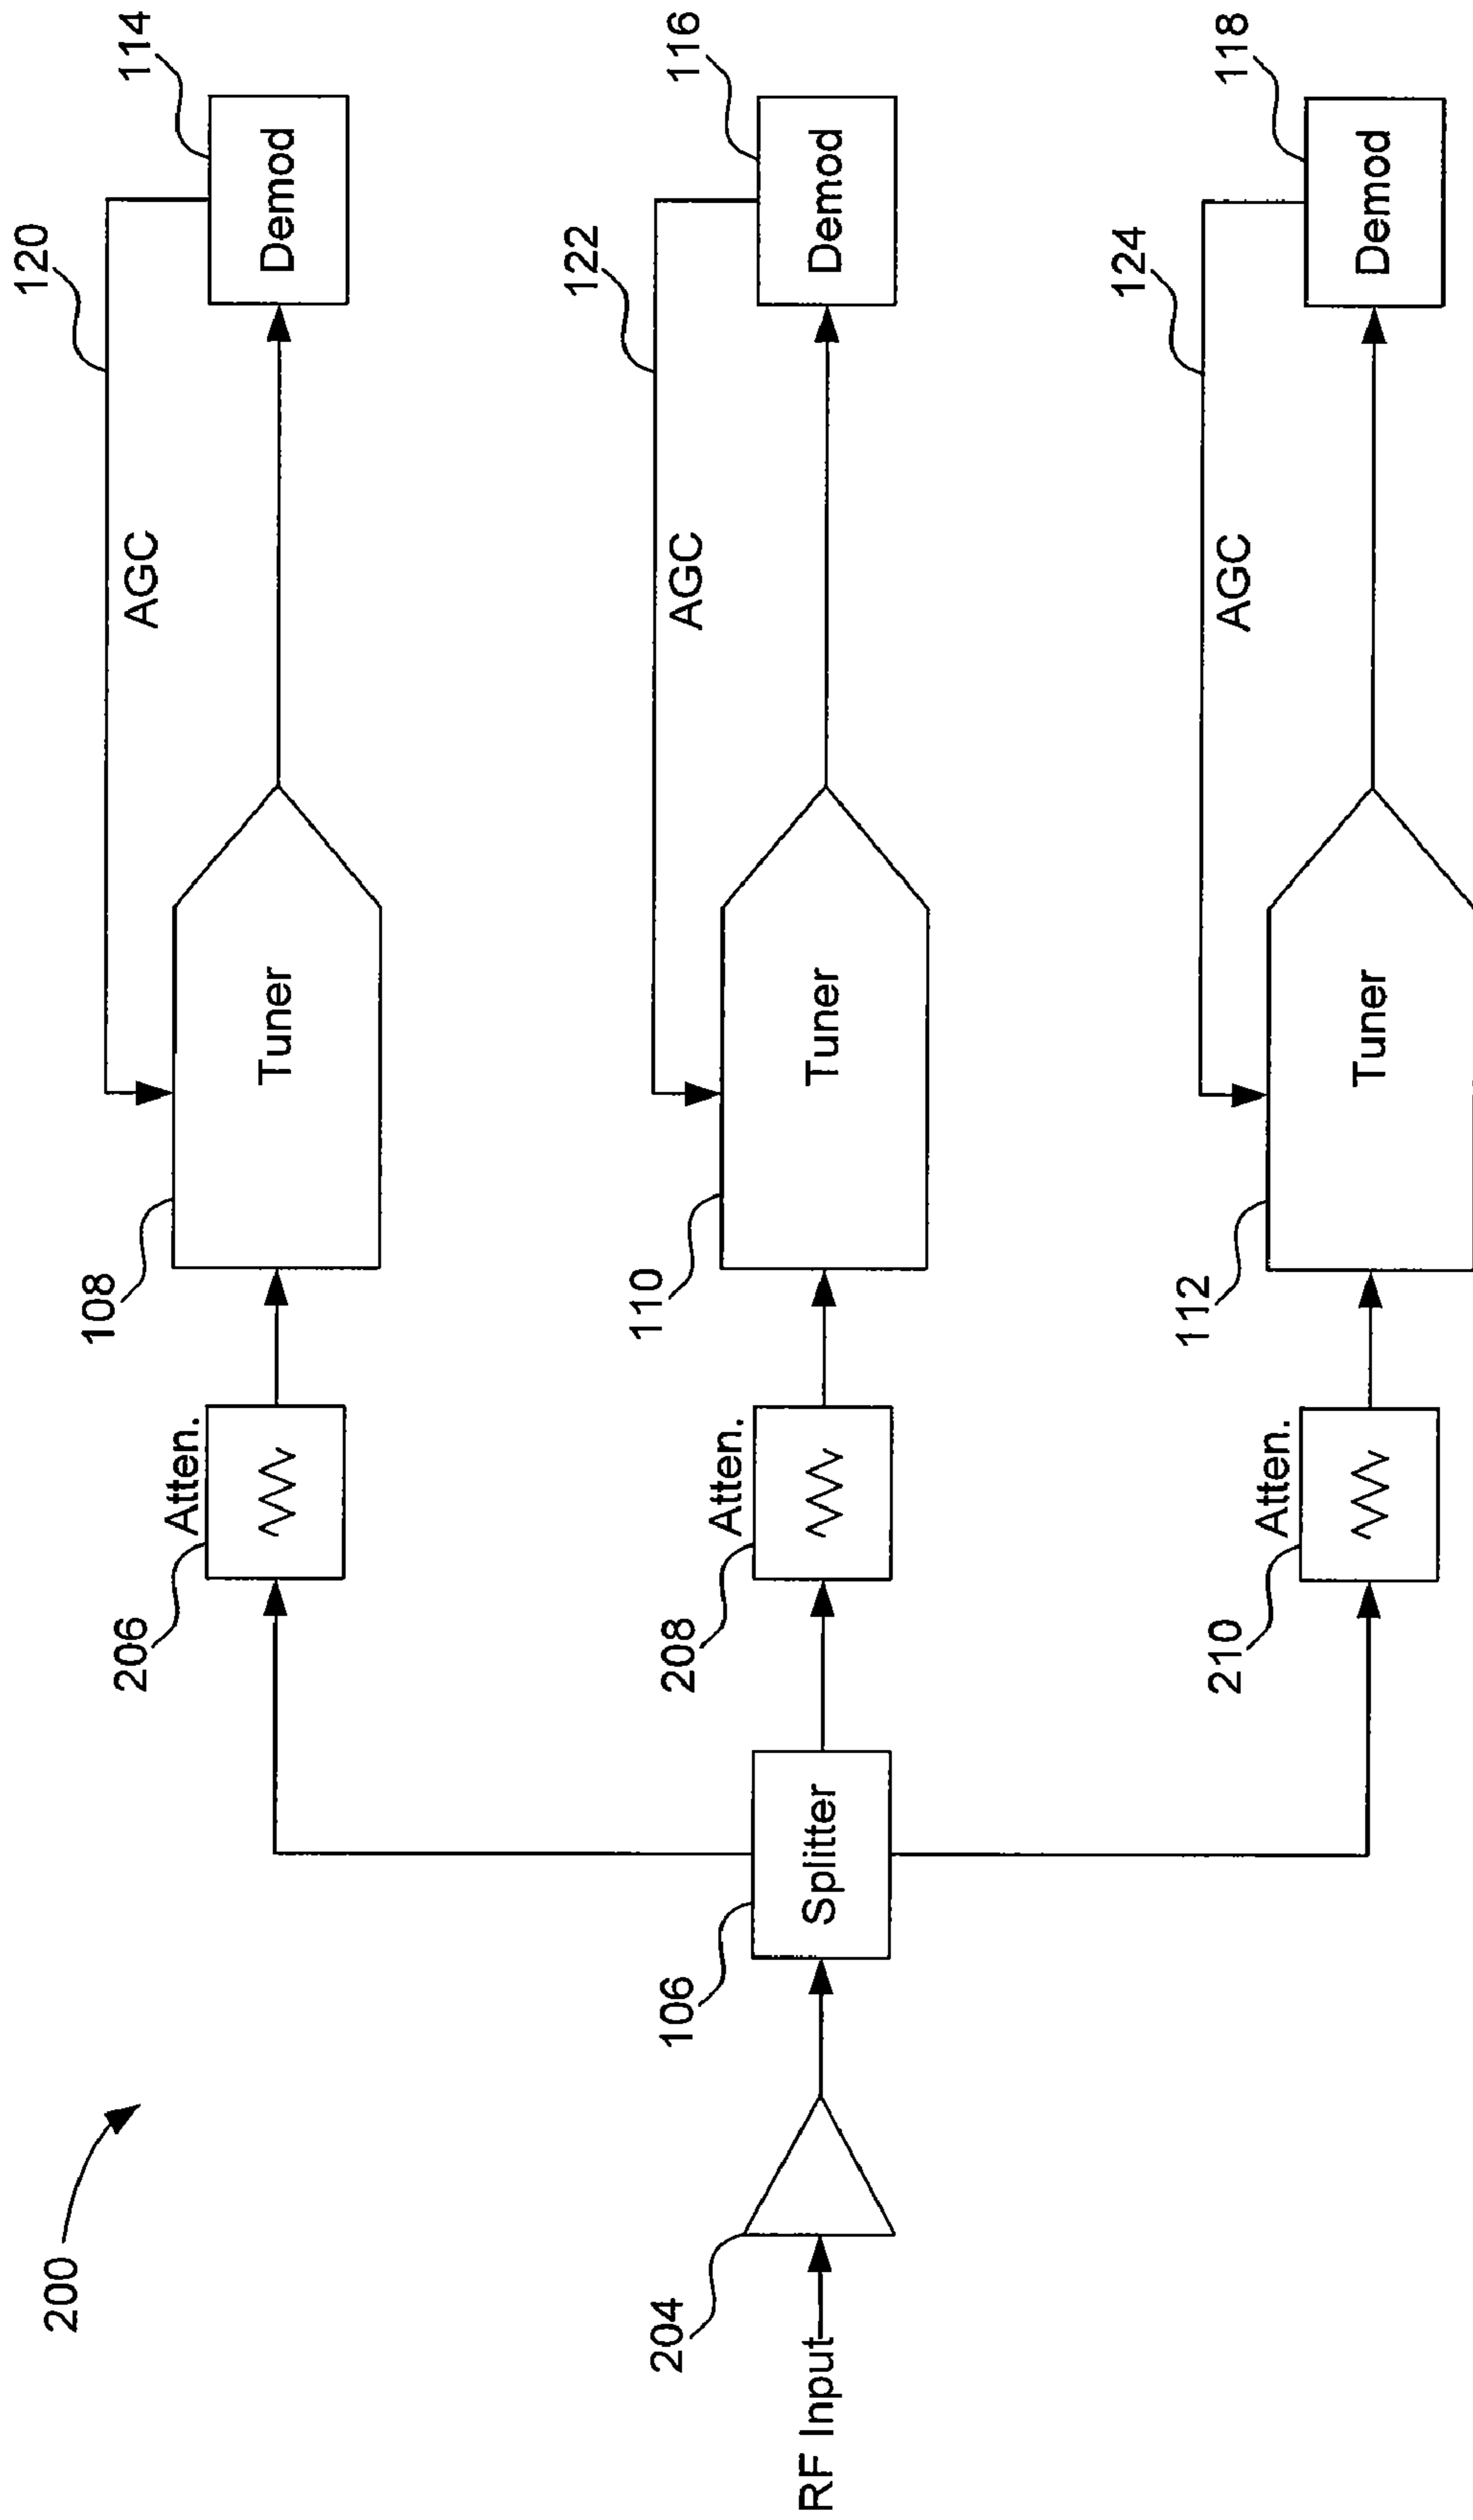 200
RF Input
204
106
Splitter
206
Atten.
108
Tuner
AGC
120
Demod
114
208
Atten.
110
Tuner
AGC
122
Demod
116
210
Atten.
112
Tuner
AGC
124
Demod
118